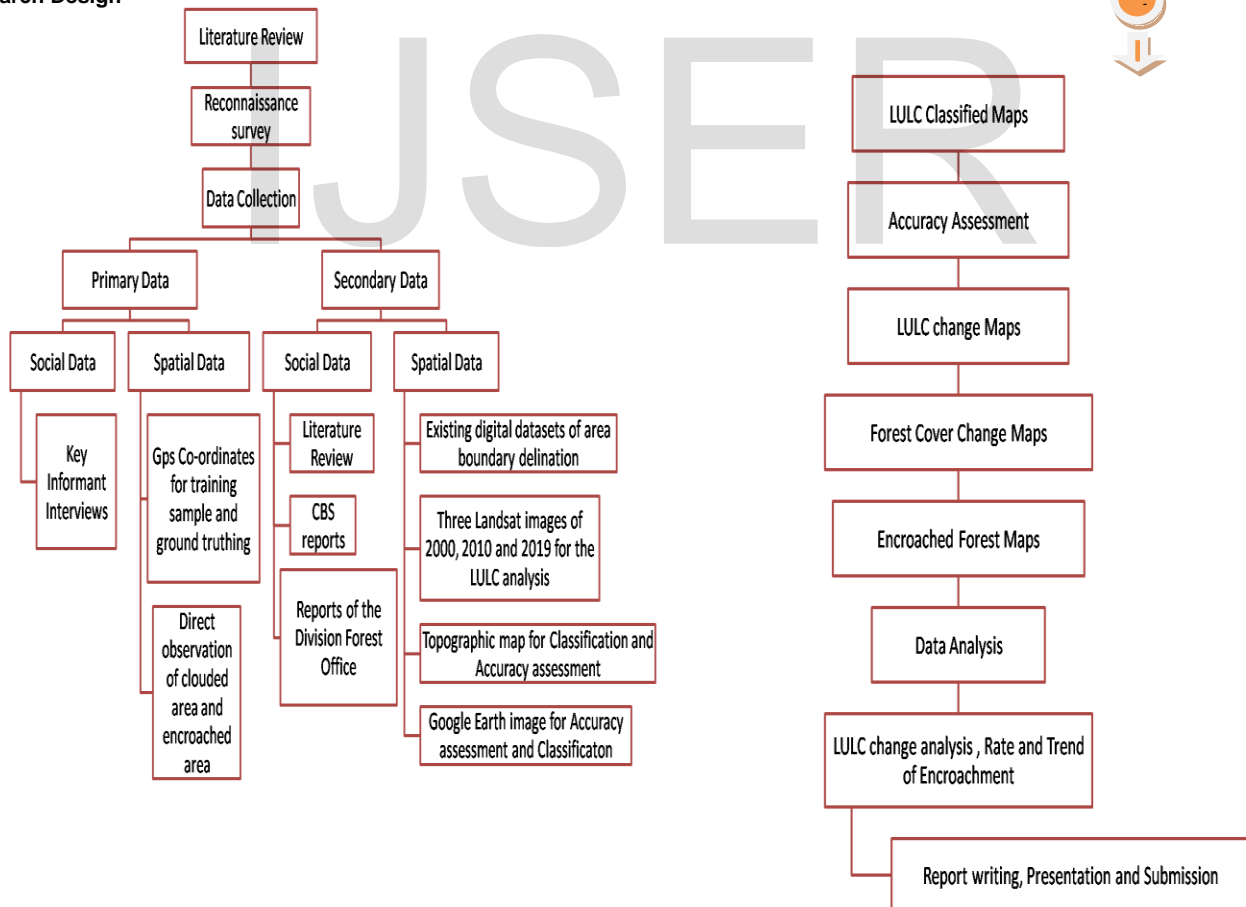 arch Design
IJSER
Literature Review
Reconnaissance
survey
Data Collection
Primary Data
Secondary Data
Social Data
Spatial Data
Social Data
Spatial Data
Key
Informant
Interviews
Gps Co-ordinates
for training
sample and
ground truthing
Direct
observation
of clouded
area and
encroached
area
Literature
Review
CBS
reports
Reports of the
Division Forest
Office
Existing digital datasets of area
boundary delination
Three Landsat images of
2000, 2010 and 2019 for the
LULC analysis
Topographic map for Classification and
Accuracy assessment
Google Earth image for Accuracy
assessment and Classificaton
LULC Classified Maps
Accuracy Assessment
LULC change Maps
Forest Cover Change Maps
Encroached Forest Maps
Data Analysis
LULC change analysis , Rate and Trend
of Encroachment
Report writing, Presentation and Submission